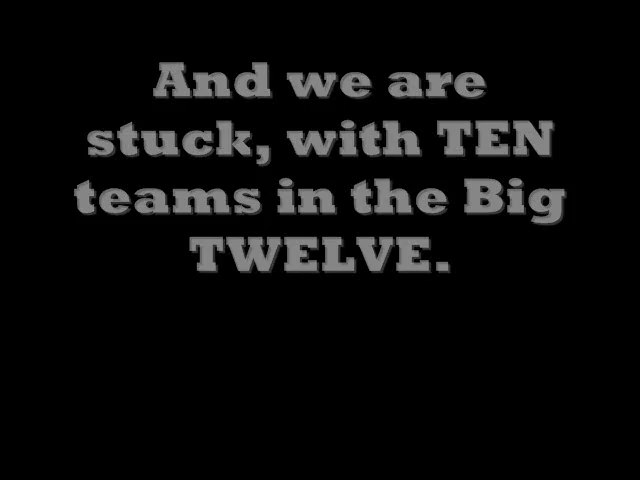 And we are
stuck, with TEN
teams in the Big
TWELVE.